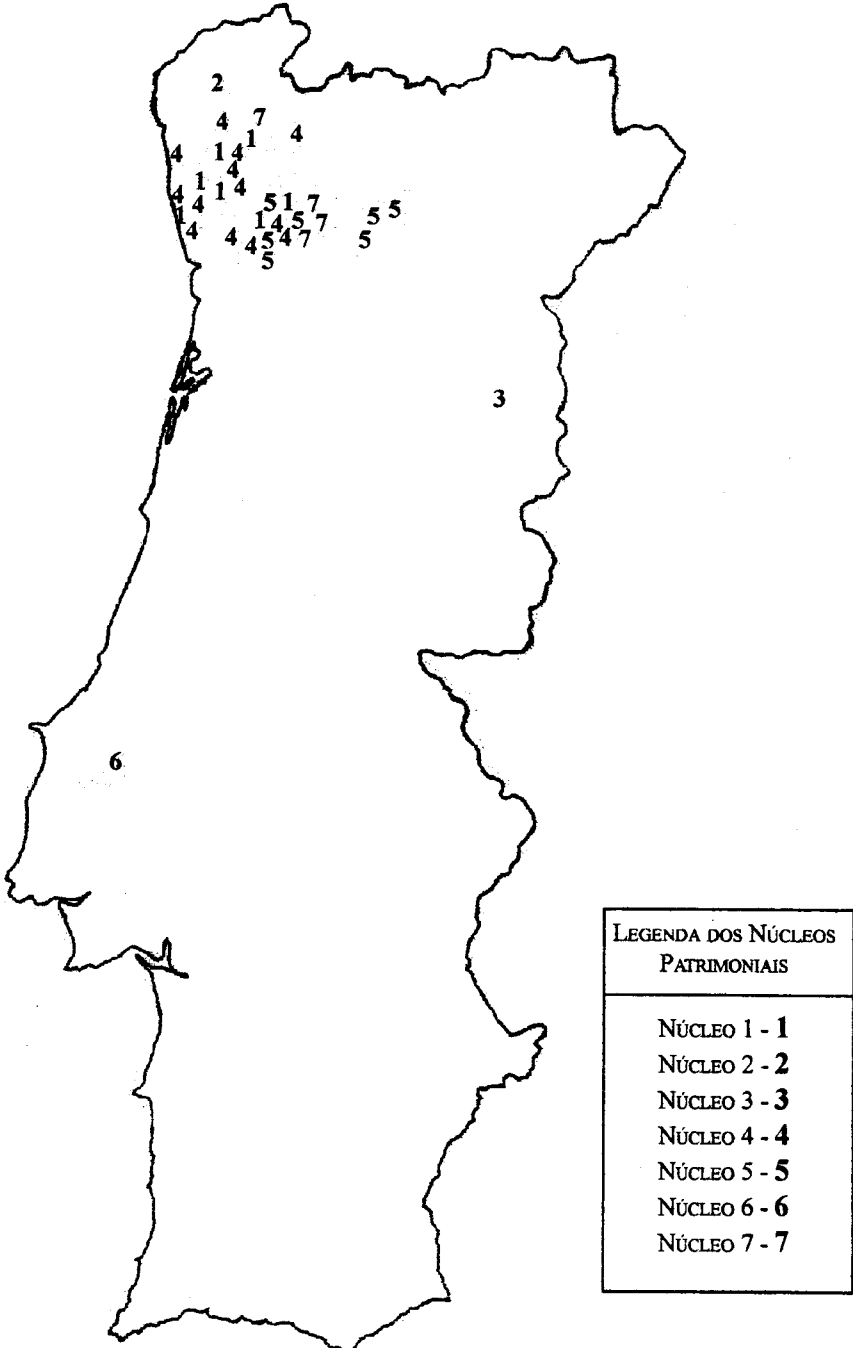 2
4 7
1 4
4 1 4
4
1 4
4 1
4 5 1 7 5
1 1 4 5 7 5
4 4 5 4 7 5
4
5
3
6
LEGENDA DOS NÚCLEOS
PATRIMONIAIS
NÚCLEO 1 - 1
NÚCLEO 2 - 2
NÚCLEO 3 - 3
NÚCLEO 4 - 4
NÚCLEO 5 - 5
NÚCLEO 6 - 6
NÚCLEO 7 - 7